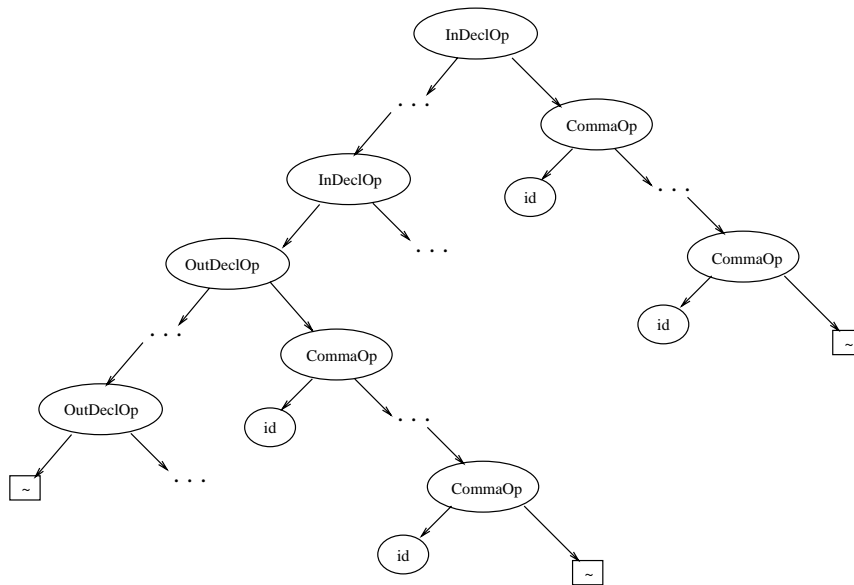 InDeclOp
. . .
CommaOp
InDeclOp
id
. . .
. . .
OutDeclOp
CommaOp
id
. . .
~
CommaOp
OutDeclOp
id
. . .
. . .
~
CommaOp
id
~